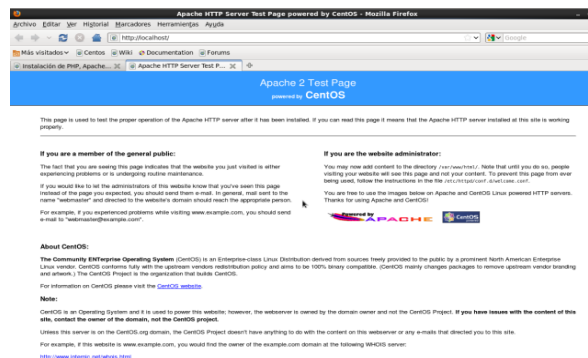 Apache HTTP Server Test Page powered by CentOS - Mozilla Firefox
Archivo Editar Ver Historial Marcadores Herramientas Ayuda
http://localhost/
Google
Más visitados Centos Wiki Documentation Forums
Instalación de PHP, Apache... Apache HTTP Server Test P...
Apache 2 Test Page
powered by CentOS
This page is used to test the proper operation of the Apache HTTP server after it has been installed. If you can read this page it means that the Apache HTTP server installed at this site is working
properly.
If you are a member of the general public:
The fact that you are seeing this page indicates that the website you just visited is either
experiencing problems or is undergoing routine maintenance.
If you would like to let the administrators of this website know that you've seen this page
instead of the page you expected, you should send them e-mail. In general, mail sent to the
name "webmaster" and directed to the website's domain should reach the appropriate person.
For example, if you experienced problems while visiting www.example.com, you should send
e-mail to "webmaster@example.com".
If you are the website administrator:
You may now add content to the directory /var/www/html/. Note that until you do so, people
visiting your website will see this page and not your content. To prevent this page from ever
being used, follow the instructions in the file /etc/httpd/conf.d/welcome.conf.
You are free to use the images below on Apache and CentOS Linux powered HTTP servers.
Thanks for using Apache and CentOS!
Powered by
APACHE
CentOS
About CentOS:
The Community ENTerprise Operating System (CentOS) is an Enterprise-class Linux Distribution derived from sources freely provided to the public by a prominent North American Enterprise
Linux vendor. CentOS conforms fully with the upstream vendors redistribution policy and aims to be 100% binary compatible. (CentOS mainly changes packages to remove upstream vendor branding
and artwork.) The CentOS Project is the organization that builds CentOS.
For information on CentOS please visit the CentOS website.
Note:
CentOS is an Operating System and it is used to power this website; however, the webserver is owned by the domain owner and not the CentOS Project. If you have issues with the content of this
site, contact the owner of the domain, not the CentOS project.
Unless this server is on the CentOS.org domain, the CentOS Project doesn't have anything to do with the content on this webserver or any e-mails that directed you to this site.
For example, if this website is www.example.com, you would find the owner of the example.com domain at the following WHOIS server:
http://www.internic.net/whois.html